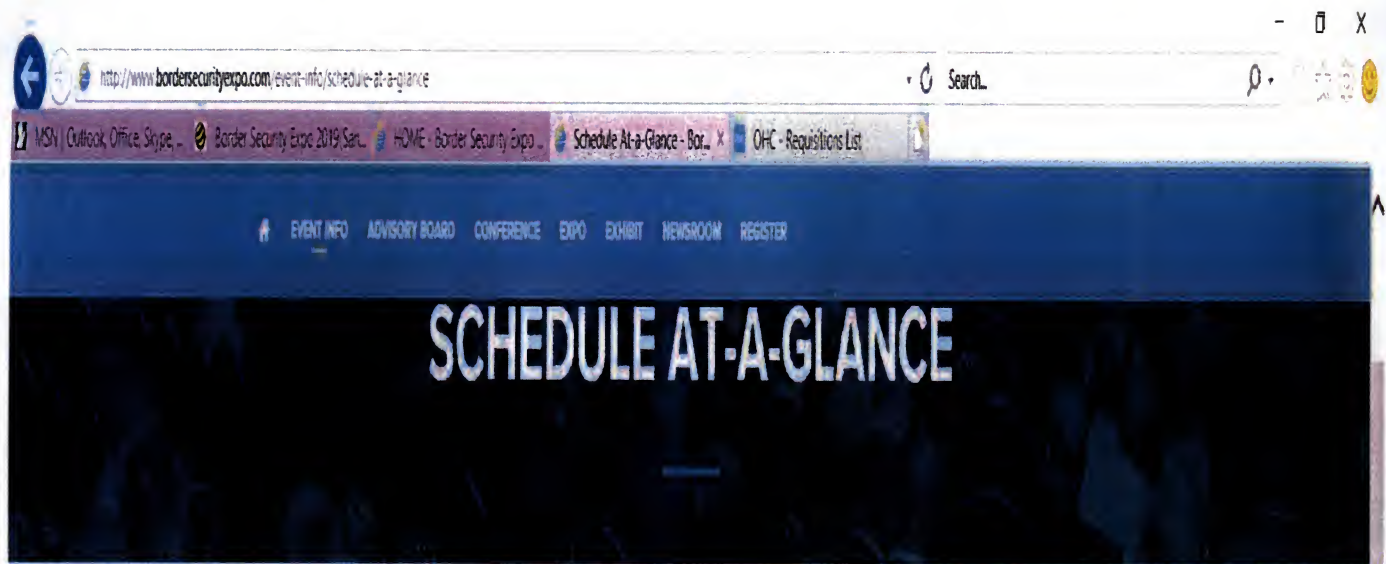 http://www.bordersecurityexpo.com/event-info/schedule-at-a-glance
Search...
MSN | Outlook, Office, Skype, ...
Border Security Expo 2019 San...
HOME - Border Security Expo ...
Schedule At-a-Glance - Bor... X
OHC - Requisitions List
EVENT INFO ADVISORY BOARD CONFERENCE EXPO EXHIBIT NEWSROOM REGISTER
SCHEDULE AT-A-GLANCE